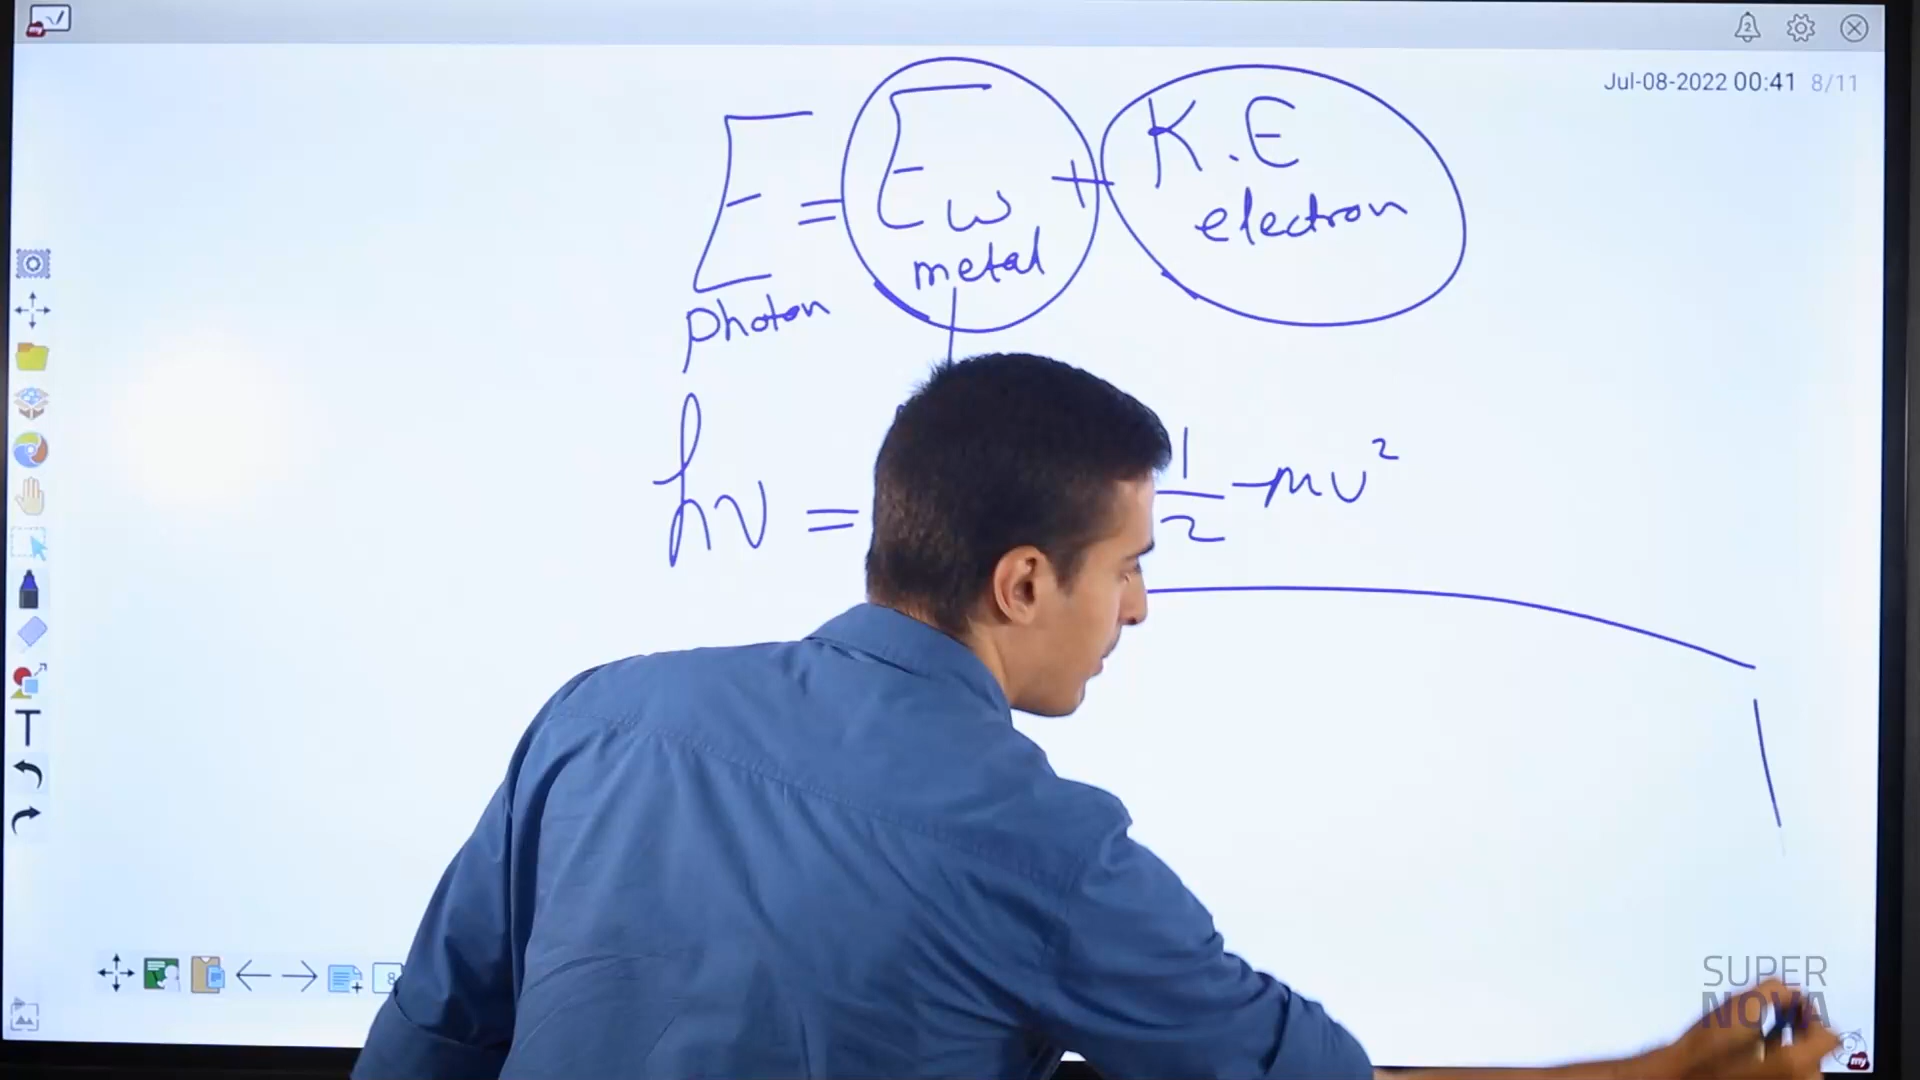 Jul-08-2022 00:41 8/11
E = Ew + K.E
photon metal electron
hν = 1/2 mv²
SUPER
NOVA